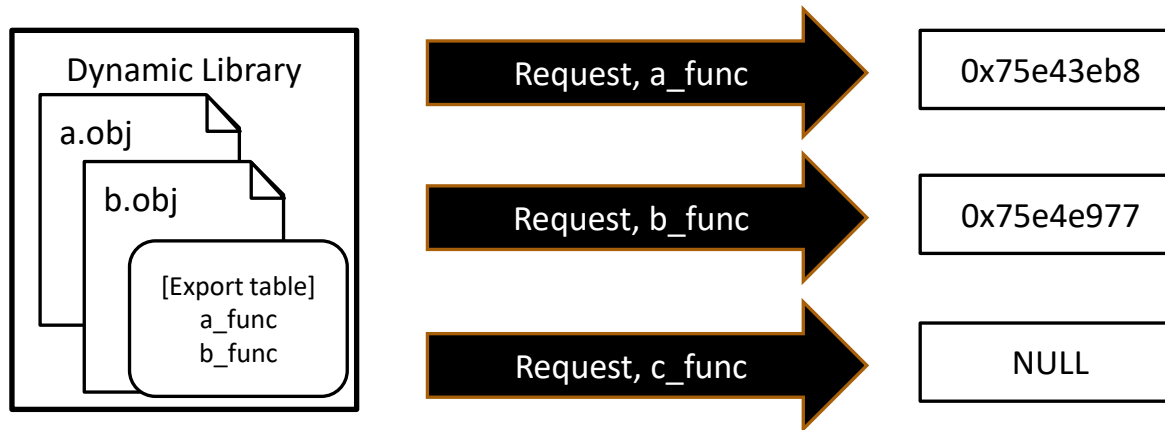 Dynamic Library
a.obj
b.obj
[Export table]
a_func
b_func
Request, a_func
0x75e43eb8
Request, b_func
0x75e4e977
Request, c_func
NULL